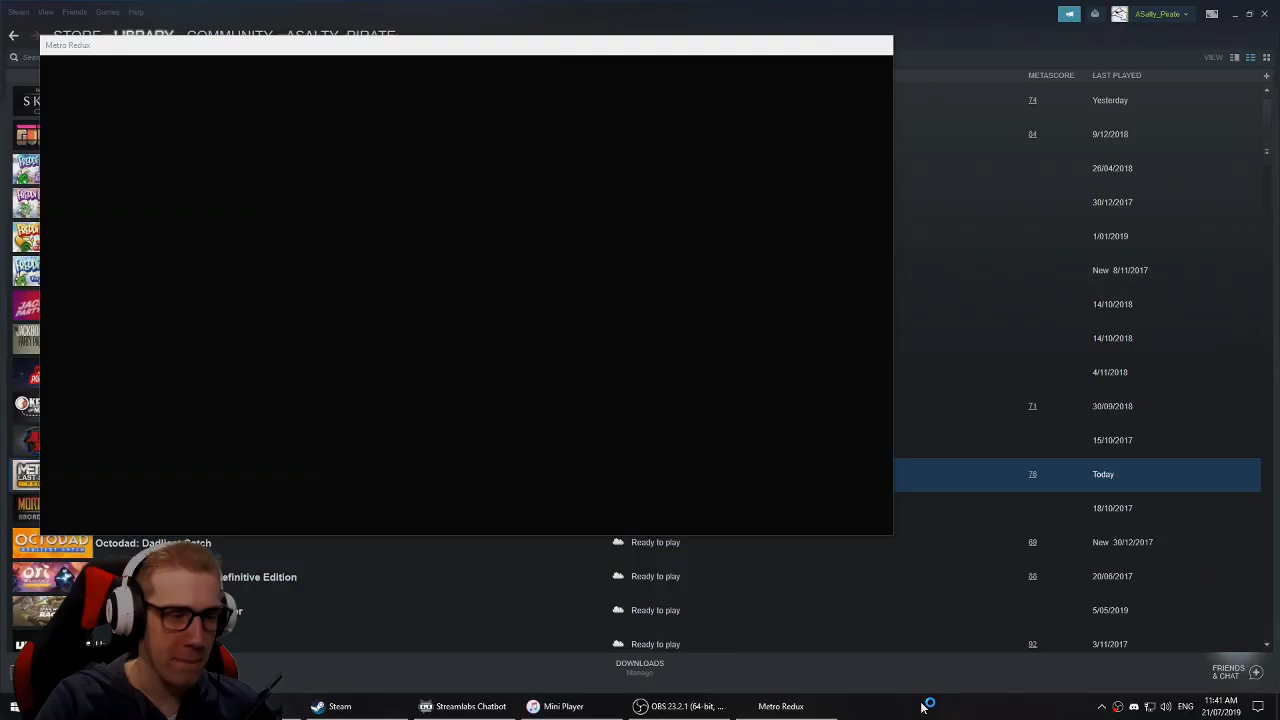 Steam View Friends Games Help
ASalty_Pirate
STORE LIBRARY COMMUNITY ASALTY_PIRATE
Metro Redux
VIEW
METASCORE LAST PLAYED
74 Yesterday
84 9/12/2018
26/04/2018
30/12/2017
1/01/2019
New 8/11/2017
14/10/2018
14/10/2018
4/11/2018
71 30/09/2018
15/10/2017
76 Today
18/10/2017
OCTODAD Octodad: Dadliest Catch Ready to play 69 New 30/12/2017
efinitive Edition Ready to play 88 20/06/2017
er Ready to play 5/05/2019
Ready to play 92 3/11/2017
DOWNLOADS
Manage
FRIENDS
& CHAT
Steam Streamlabs Chatbot Mini Player OBS 23.2.1 (64-bit, ... Metro Redux ENG
11:41 AM
21/07/2019